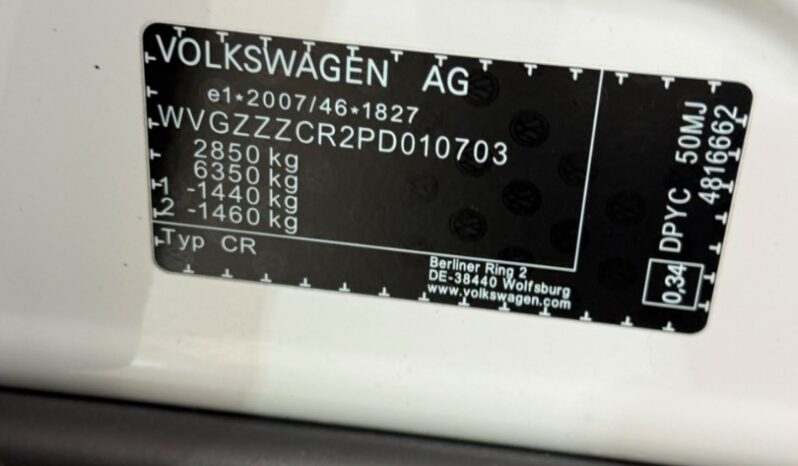 VOLKSWAGEN AG
e1*2007/46*1827
WVGZZZCR2PD010703
2850 kg
6350 kg
1 -1440 kg
2 -1460 kg
Typ CR
Berliner Ring 2
DE-38440 Wolfsburg
www.volkswagen.com
0,34 DPYC 50MJ
4816662